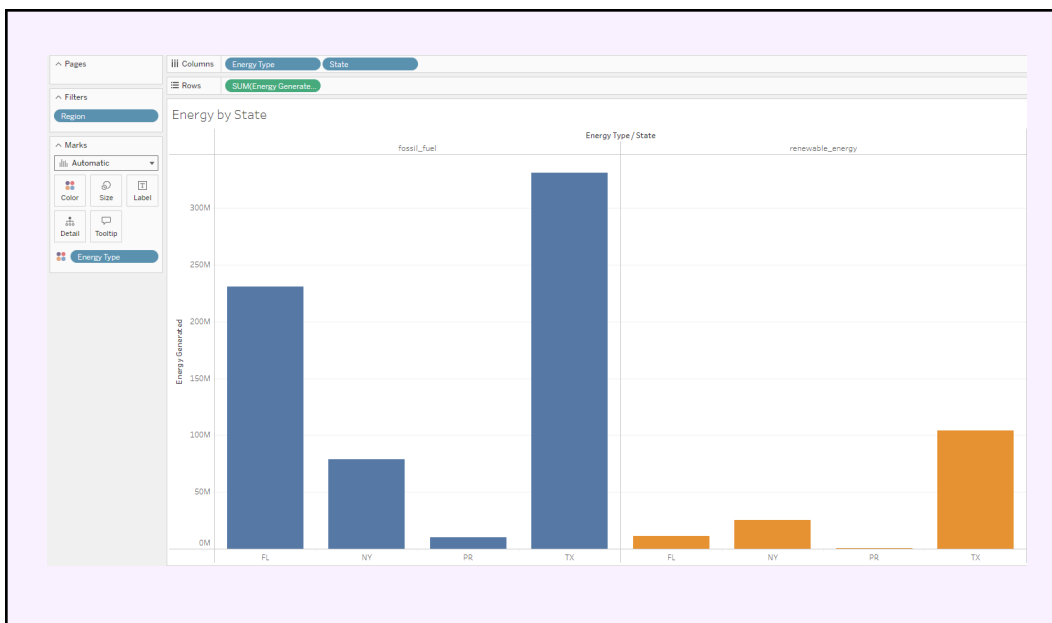 Pages
Columns
Energy Type
State
Rows
SUM(Energy Generate...
Filters
Region
Marks
Automatic
Color
Size
Label
Detail
Tooltip
Energy Type
Energy by State
Energy Type / State
fossil_fuel
renewable_energy
Energy Generated
300M
250M
200M
150M
100M
50M
0M
FL
NY
PR
TX
FL
NY
PR
TX